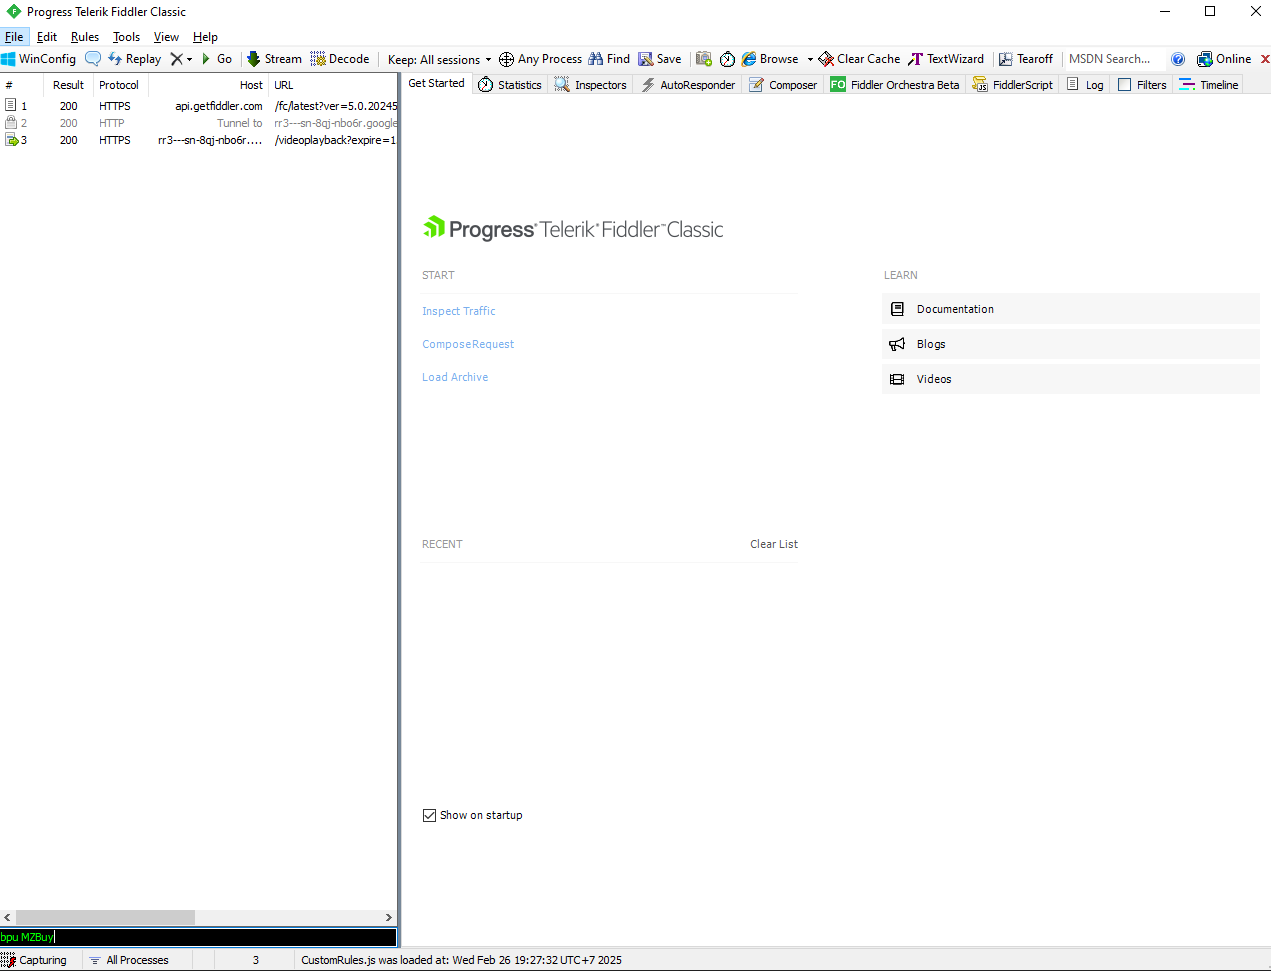 Progress Telerik Fiddler Classic
File Edit Rules Tools View Help
WinConfig Replay Go Stream Decode Keep: All sessions Any Process Find Save Browse Clear Cache TextWizard Tearoff MSDN Search... Online
# Result Protocol Host URL
1 200 HTTPS api.getfiddler.com /fc/latest?ver=5.0.20245
2 200 HTTP Tunnel to rr3---sn-8qj-nbo6r.google
3 200 HTTPS rr3---sn-8qj-nbo6r.... /videoplayback?expire=1
Get Started Statistics Inspectors AutoResponder Composer FO Fiddler Orchestra Beta FiddlerScript Log Filters Timeline
Progress® Telerik® Fiddler™ Classic
START
Inspect Traffic
Compose Request
Load Archive
LEARN
Documentation
Blogs
Videos
RECENT Clear List
Show on startup
bpu MZBuy
Capturing All Processes 3 CustomRules.js was loaded at: Wed Feb 26 19:27:32 UTC+7 2025